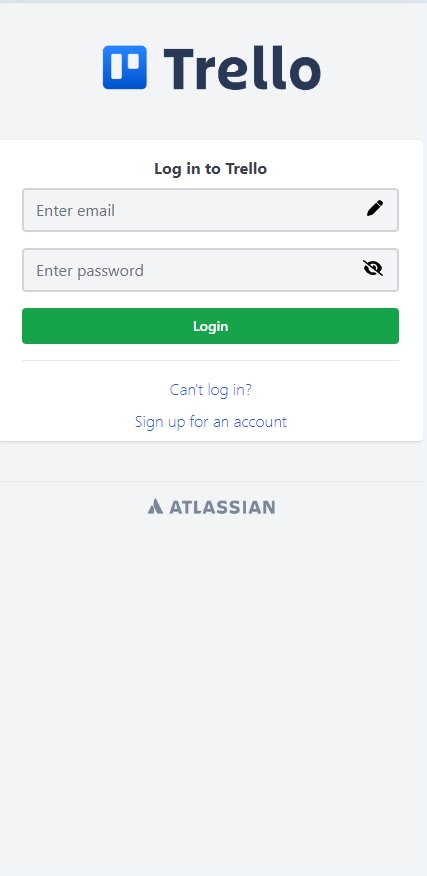 Trello
Log in to Trello
Enter email
Enter password
Login
Can't log in?
Sign up for an account
ATLASSIAN